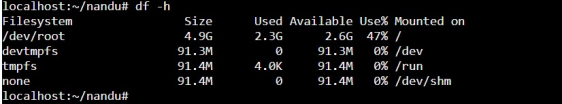 localhost:~/nandu# df -h
Filesystem                Size      Used Available Use% Mounted on
/dev/root                 4.9G      2.3G      2.6G  47% /
devtmpfs                 91.3M         0     91.3M   0% /dev
tmpfs                    91.4M      4.0K     91.4M   0% /run
none                     91.4M         0     91.4M   0% /dev/shm
localhost:~/nandu#